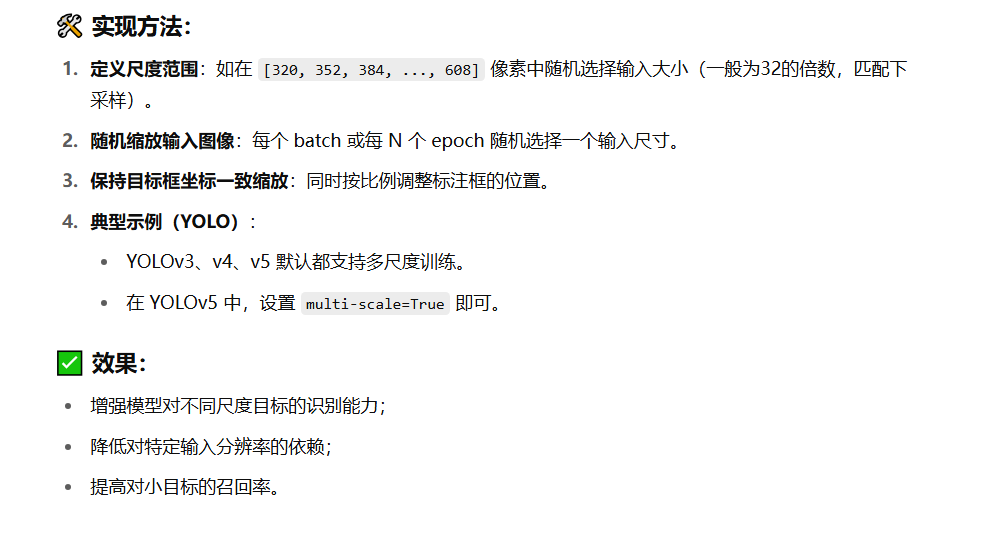 🛠 实现方法：
1. 定义尺度范围：如在 [320, 352, 384, ..., 608] 像素中随机选择输入大小（一般为32的倍数，匹配下
采样）。
2. 随机缩放输入图像：每个 batch 或每 N 个 epoch 随机选择一个输入尺寸。
3. 保持目标框坐标一致缩放：同时按比例调整标注框的位置。
4. 典型示例（YOLO）：
• YOLOv3、v4、v5 默认都支持多尺度训练。
• 在 YOLOv5 中，设置 multi-scale=True 即可。
✅ 效果：
• 增强模型对不同尺度目标的识别能力；
• 降低对特定输入分辨率的依赖；
• 提高对小目标的召回率。